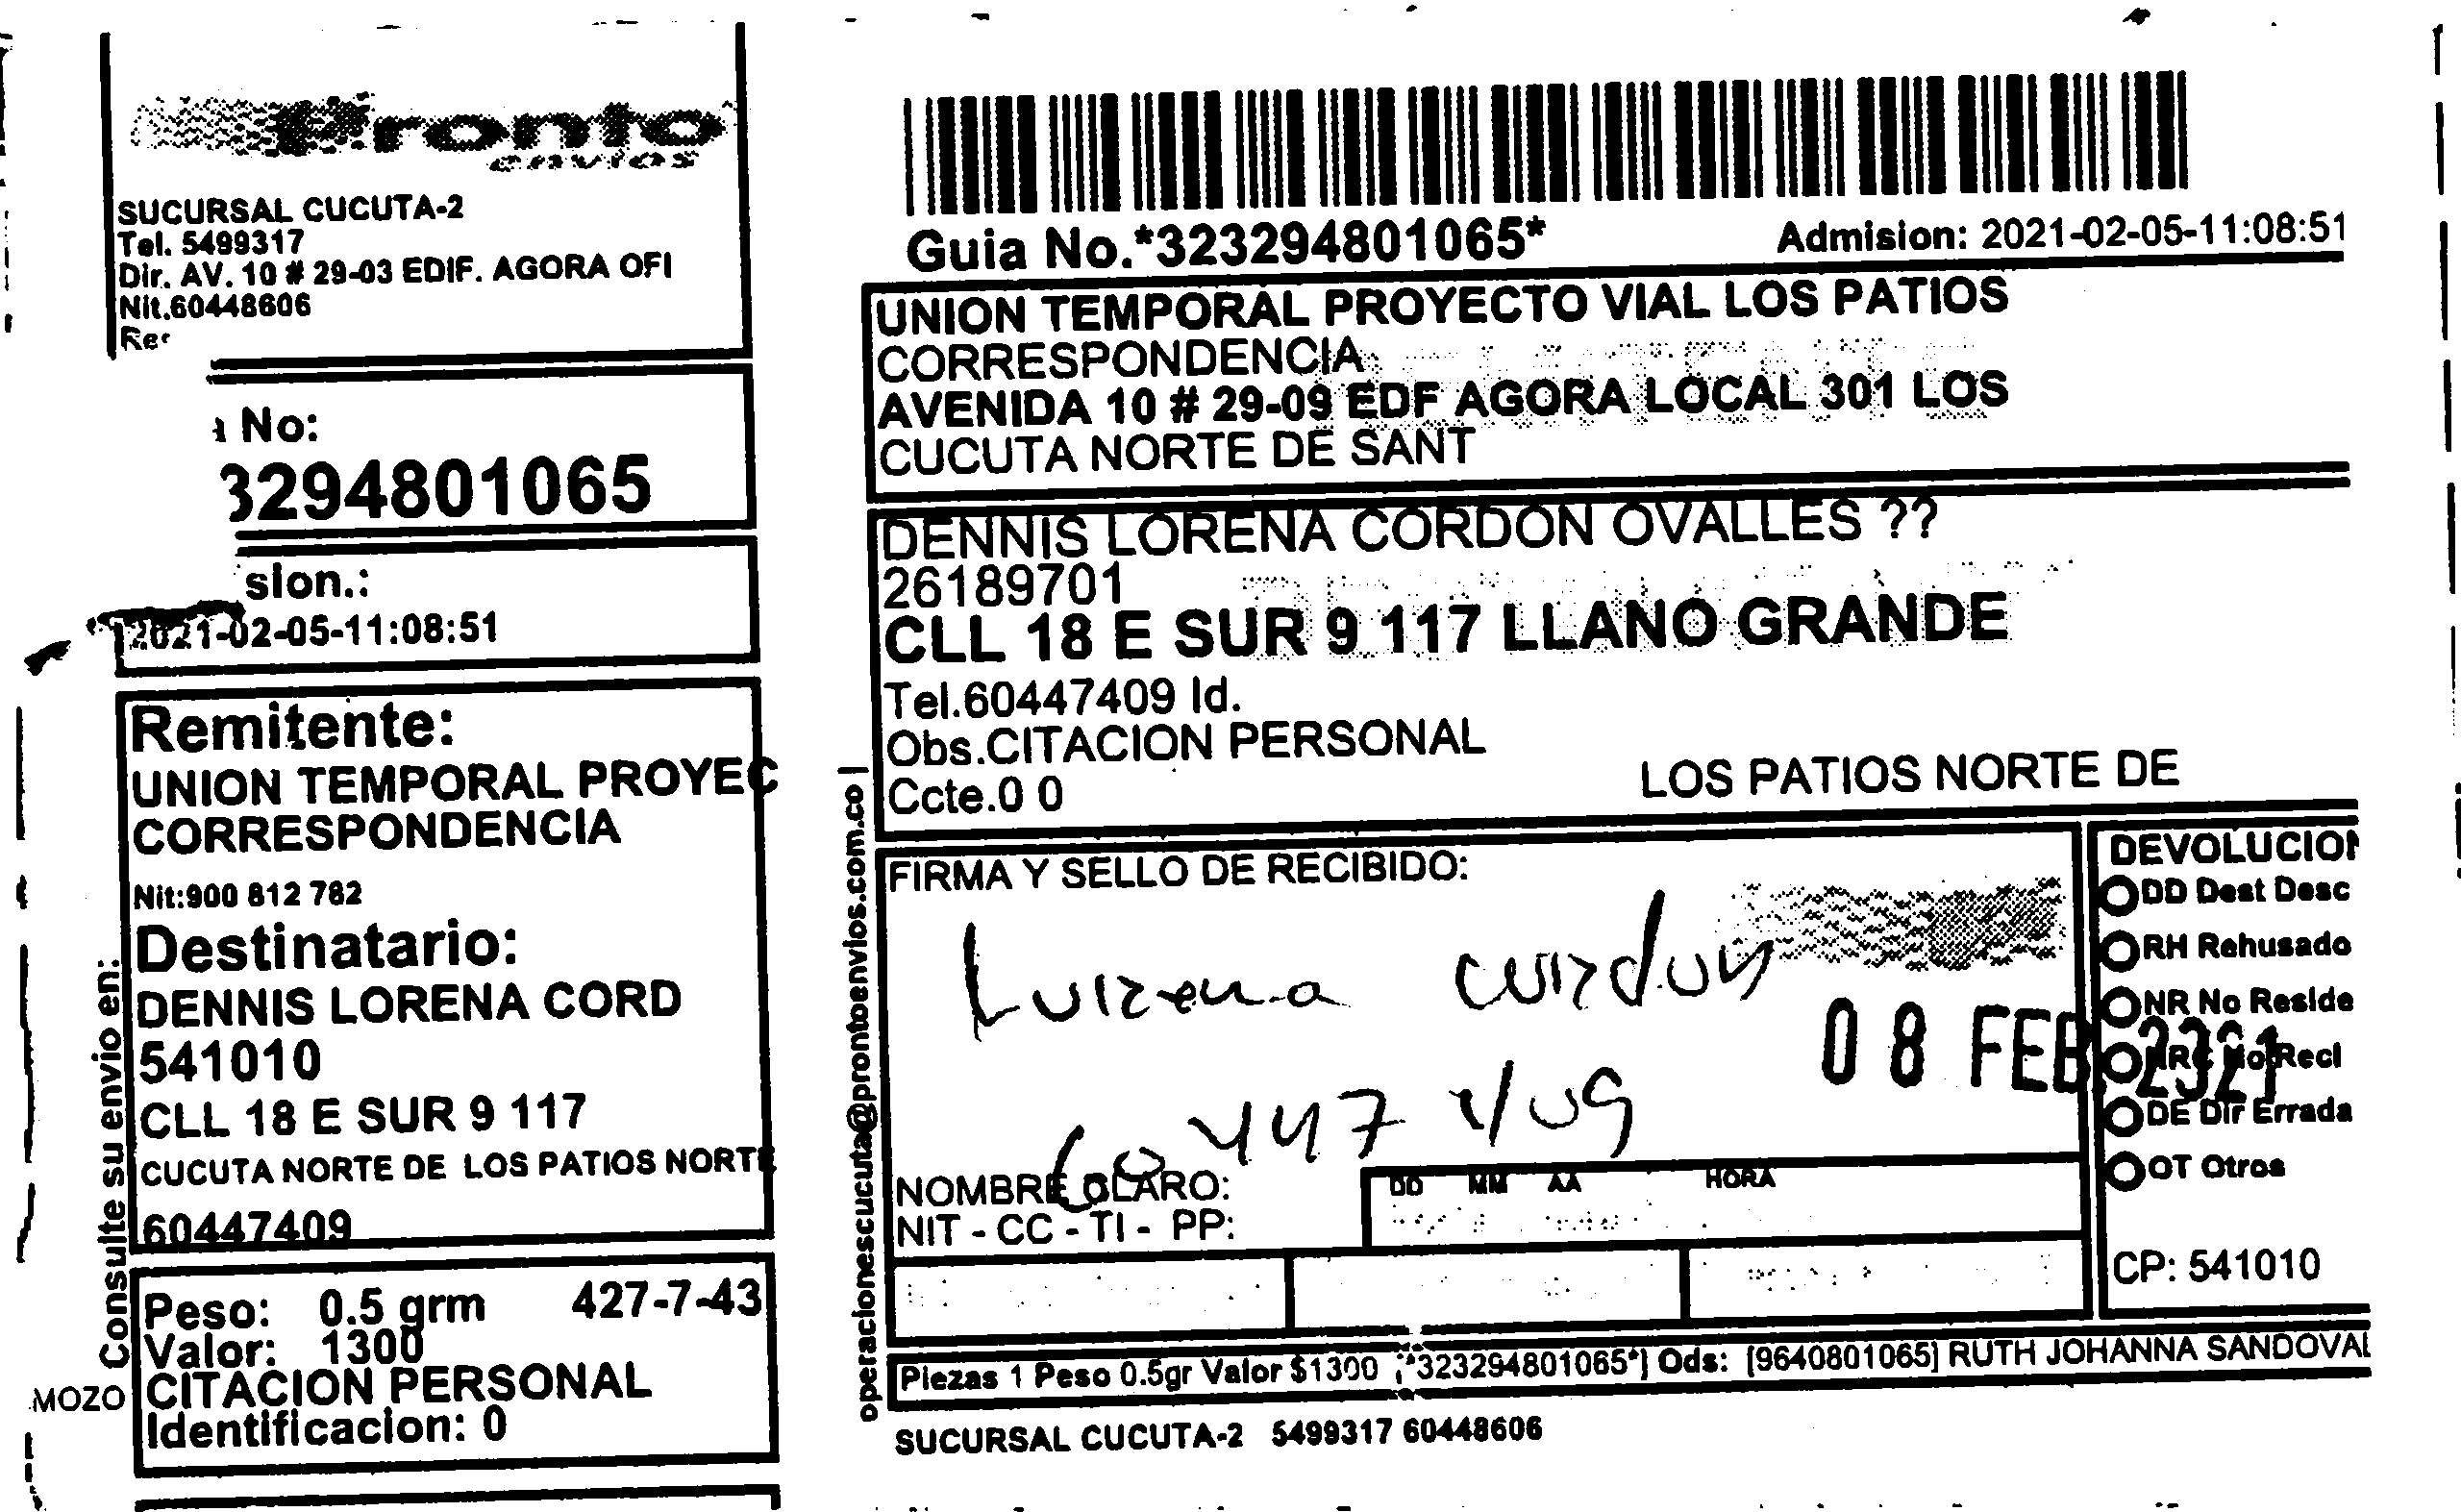 Pronto
envios
SUCURSAL CUCUTA-2
Tel. 5499317
Dir. AV. 10 # 29-03 EDIF. AGORA OFI
Nit.60448606
No:
3294801065
sion.:
2021-02-05-11:08:51
Remitente:
UNION TEMPORAL PROYEC
CORRESPONDENCIA
Nit:900 812 782
Destinatario:
DENNIS LORENA CORD
541010
CLL 18 E SUR 9 117
CUCUTA NORTE DE LOS PATIOS NORTE
60447409
Peso: 0.5 grm 427-7-43
Valor: 1300
CITACION PERSONAL
Identificacion: 0
Consulte su envio en:
MOZO
Guia No.*323294801065* Admision: 2021-02-05-11:08:51
UNION TEMPORAL PROYECTO VIAL LOS PATIOS
CORRESPONDENCIA
AVENIDA 10 # 29-09 EDF AGORA LOCAL 301 LOS
CUCUTA NORTE DE SANT
DENNIS LORENA CORDON OVALLES ??
26189701
CLL 18 E SUR 9 117 LLANO GRANDE
Tel.60447409 Id.
Obs.CITACION PERSONAL
Ccte.0 0
LOS PATIOS NORTE DE
operacionescucuta@prontoenvios.com.co |
FIRMA Y SELLO DE RECIBIDO:
Lorena Cordon
08 FEB 2021
60 447 409
NOMBRE CLARO:
NIT - CC - TI - PP:
DD MM AA HORA
DEVOLUCION
DD Dest Desc
RH Rehusado
NR No Reside
NRC No Recl
DE Dir Errada
OT Otros
CP: 541010
Piezas 1 Peso 0.5gr Valor $1300 [*323294801065*] Ods: [9640801065] RUTH JOHANNA SANDOVAL
SUCURSAL CUCUTA-2 5499317 60448606